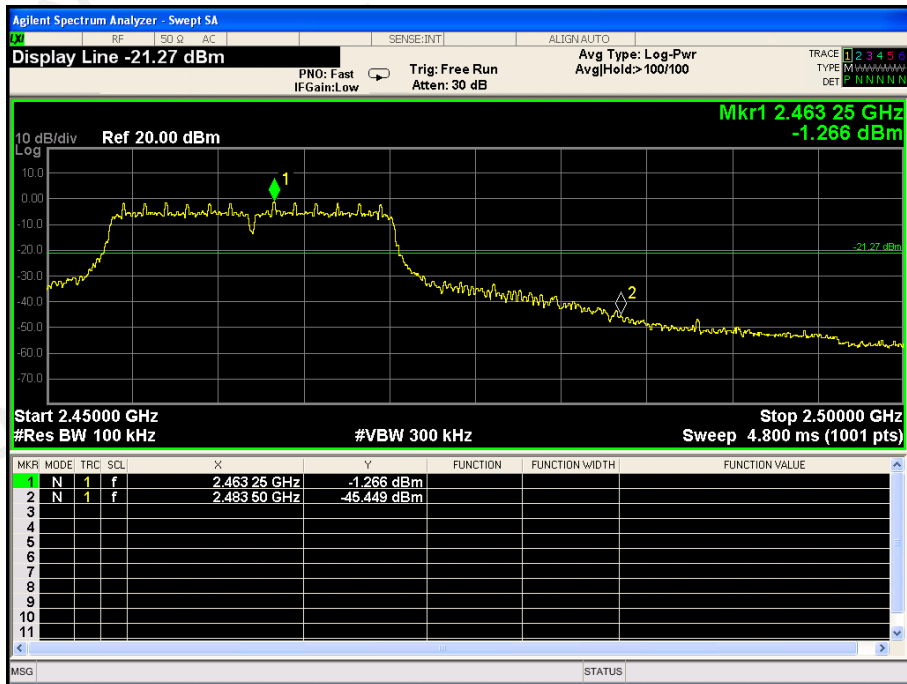 Agilent Spectrum Analyzer - Swept SA
LXI RF 50 Ω AC SENSE:INT ALIGN AUTO
Display Line -21.27 dBm
PNO: Fast
IFGain:Low
Trig: Free Run
Atten: 30 dB
Avg Type: Log-Pwr
Avg|Hold:> 100/100
TRACE 1 2 3 4 5 6
TYPE MWWWWW
DET P N N N N N
Mkr1 2.463 25 GHz
-1.266 dBm
10 dB/div Ref 20.00 dBm
Log
10.0
1
0.00
-10.0
-20.0
-21.27 dBm
-30.0
2
-40.0
-50.0
-60.0
-70.0
Start 2.45000 GHz Stop 2.50000 GHz
#Res BW 100 kHz #VBW 300 kHz Sweep 4.800 ms (1001 pts)
MKR MODE TRC SCL X Y FUNCTION FUNCTION WIDTH FUNCTION VALUE
1 N 1 f 2.463 25 GHz -1.266 dBm
2 N 1 f 2.483 50 GHz -45.449 dBm
3
4
5
6
7
8
9
10
11
MSG STATUS